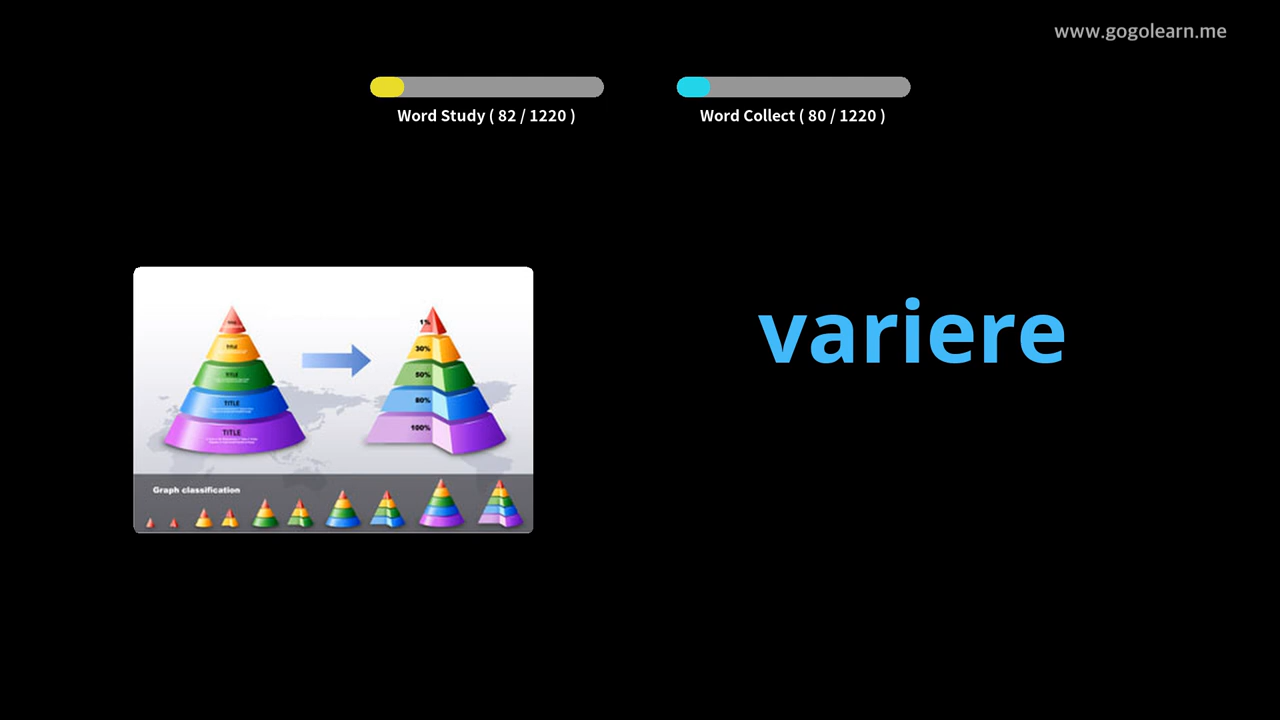 www.gogolearn.me
Word Study ( 82 / 1220 )
Word Collect ( 80 / 1220 )
variere
TITLE
TITLE
TITLE
TITLE
1%
30%
50%
80%
100%
Graph classification